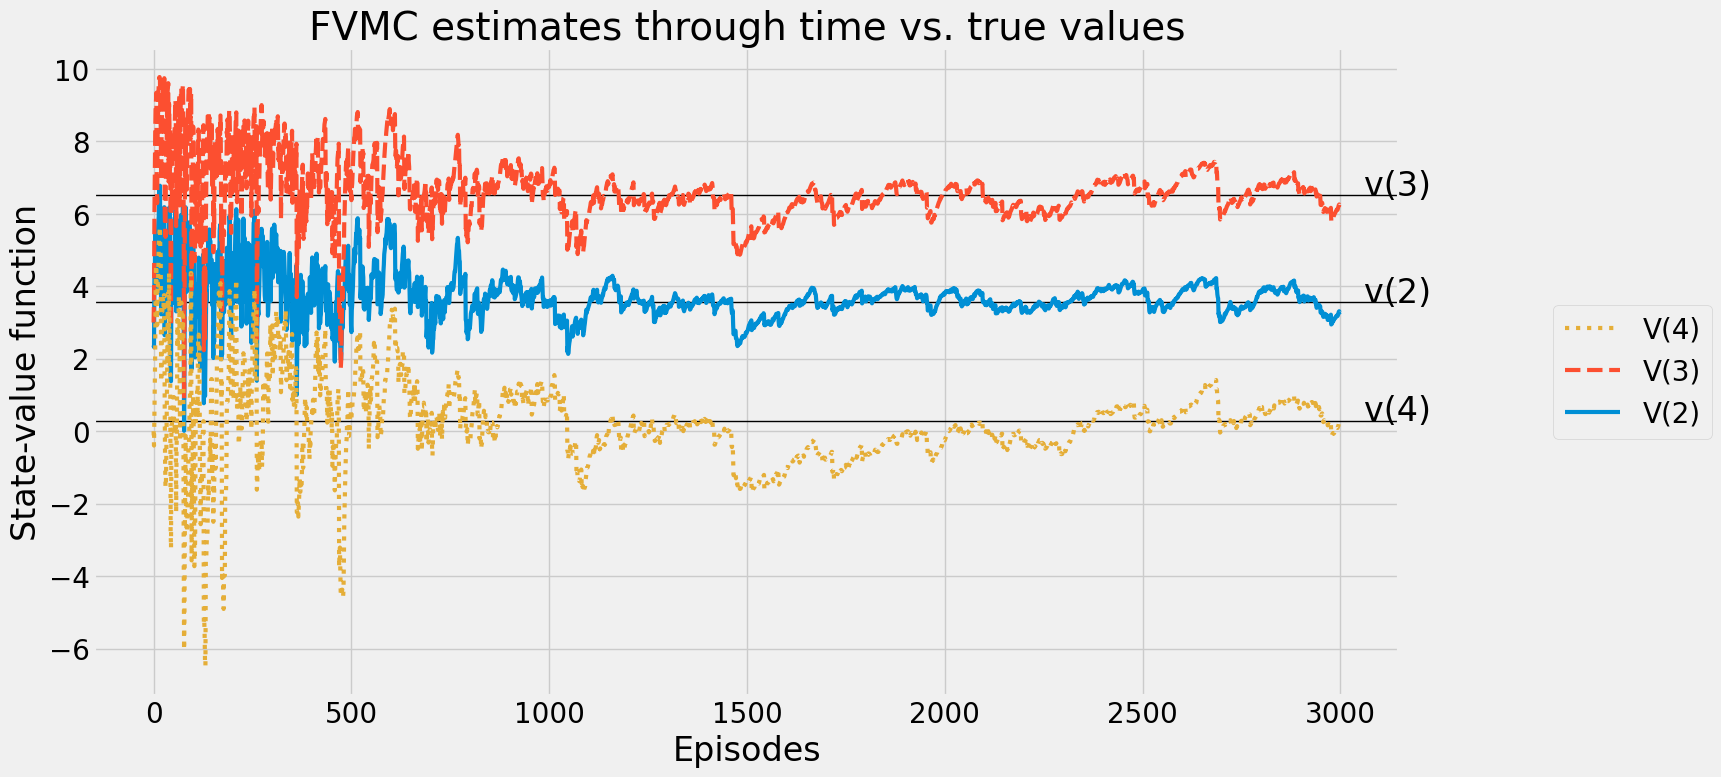 FVMC estimates through time vs. true values
State-value function
10
8
6
4
2
0
−2
−4
−6
v(3)
v(2)
v(4)
V(4)
V(3)
V(2)
0 500 1000 1500 2000 2500 3000
Episodes